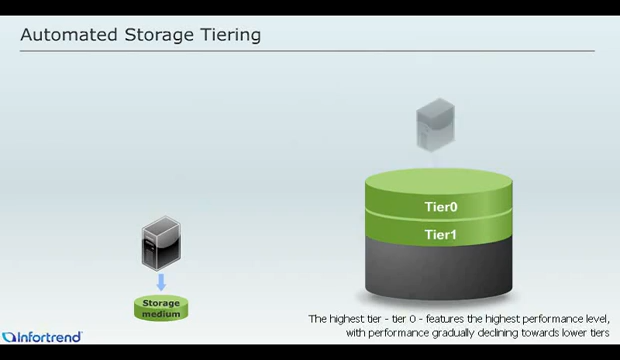 Automated Storage Tiering
Tier0
Tier1
Storage
medium
The highest tier - tier 0 - features the highest performance level,
with performance gradually declining towards lower tiers
Infortrend